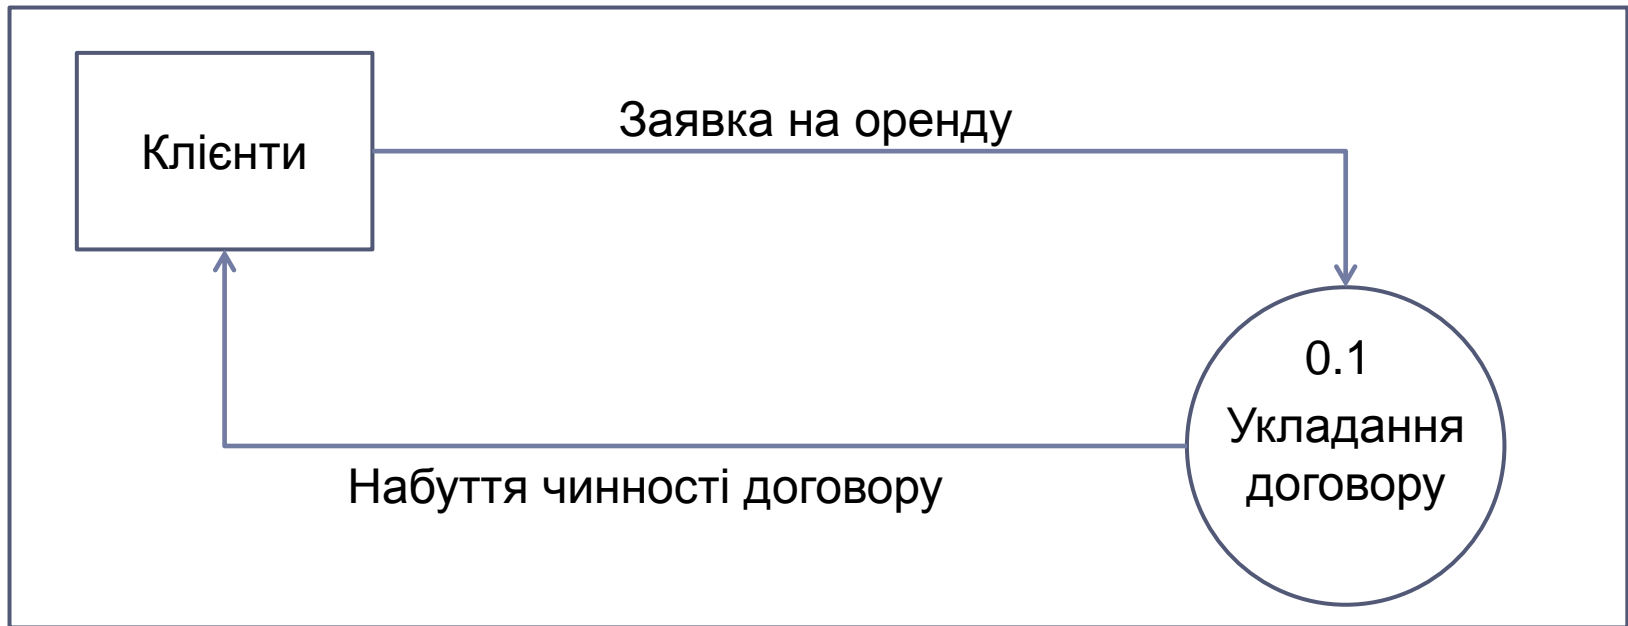 Заявка на оренду
Клієнти
0.1
Укладання
договору
Набуття чинності договору